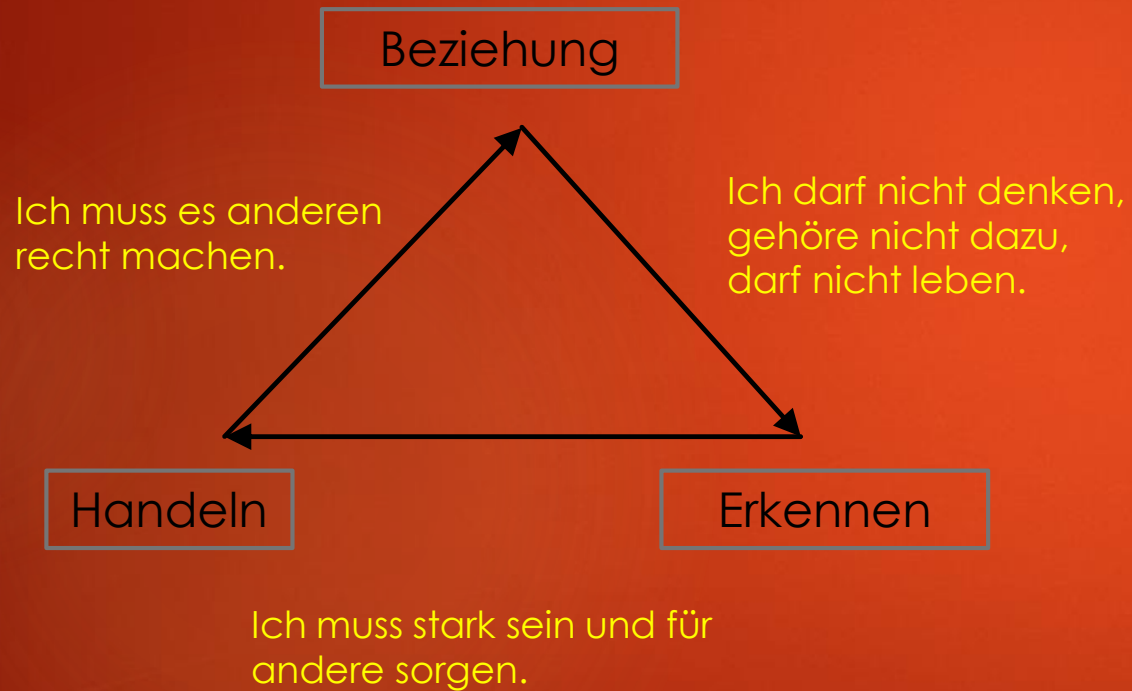 Beziehung
Ich muss es anderen
recht machen.
Ich darf nicht denken,
gehöre nicht dazu,
darf nicht leben.
Handeln
Erkennen
Ich muss stark sein und für
andere sorgen.